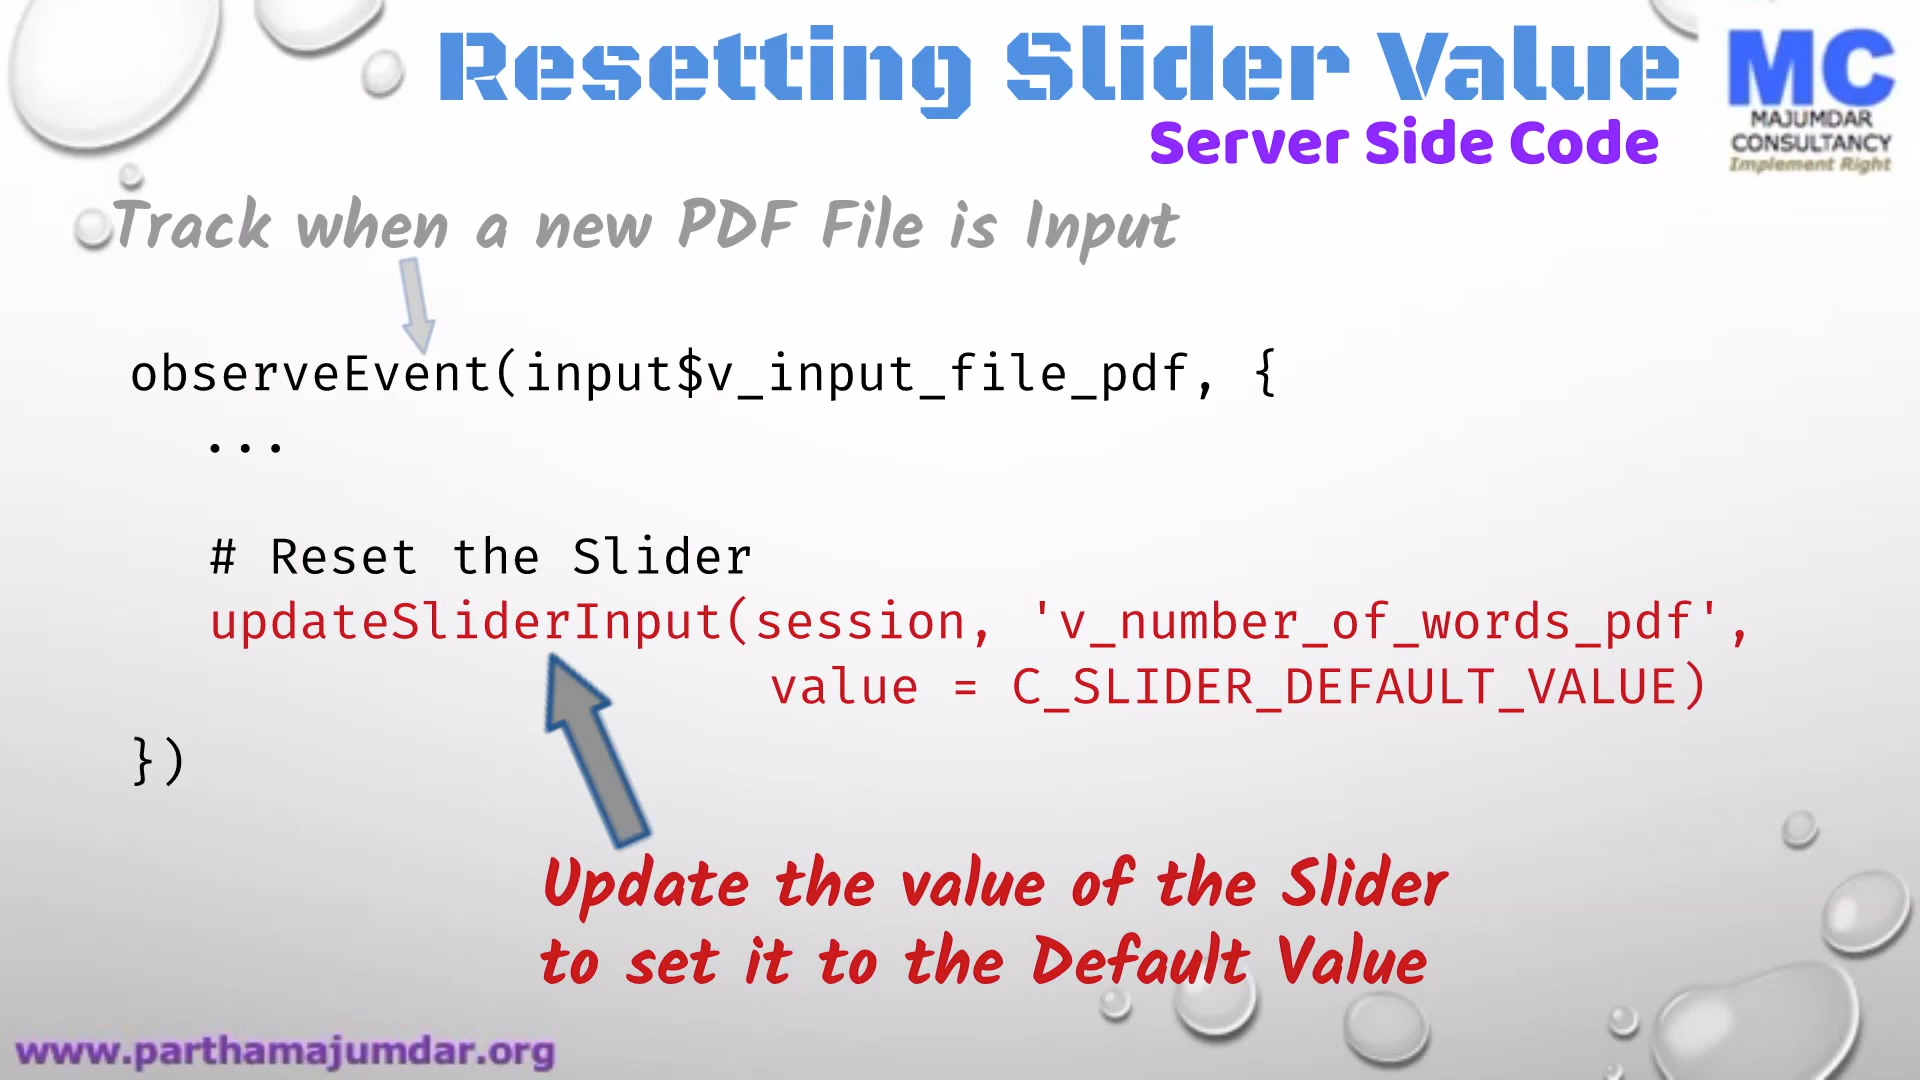 Resetting Slider Value
Server Side Code
MC
MAJUMDAR
CONSULTANCY
Implement Right
Track when a new PDF File is Input
observeEvent(input$v_input_file_pdf, {
...
# Reset the Slider
updateSliderInput(session, 'v_number_of_words_pdf',
value = C_SLIDER_DEFAULT_VALUE)
})
Update the value of the Slider
to set it to the Default Value
www.parthamajumdar.org